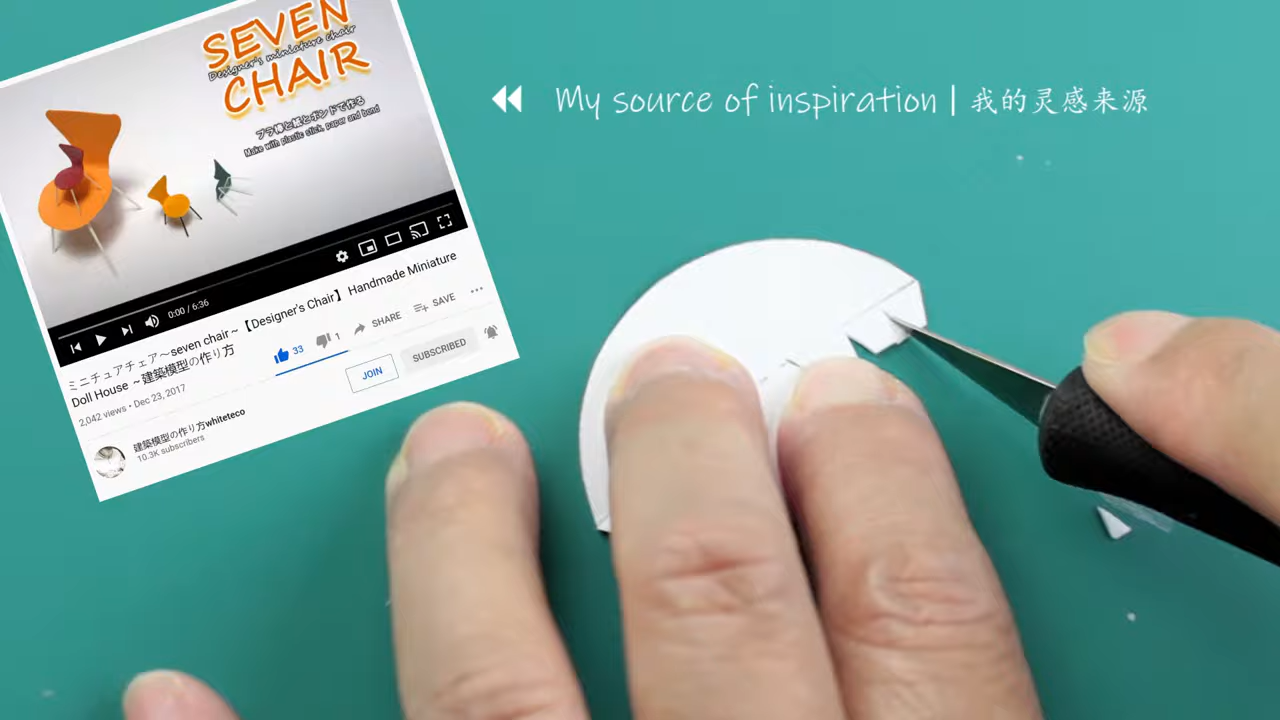 SEVEN
Designer's miniature chair
CHAIR
プラ棒と紙とボンドで作る
Make with plastic stick, paper and bond
My source of inspiration | 我的灵感来源
0:00 / 6:36
ミニチュアチェア～seven chair～【Designer's Chair】 Handmade Miniature
Doll House ～建築模型の作り方
2,042 views • Dec 23, 2017
33
1
SHARE
SAVE
JOIN
SUBSCRIBED
建築模型の作り方whiteteco
10.3K subscribers